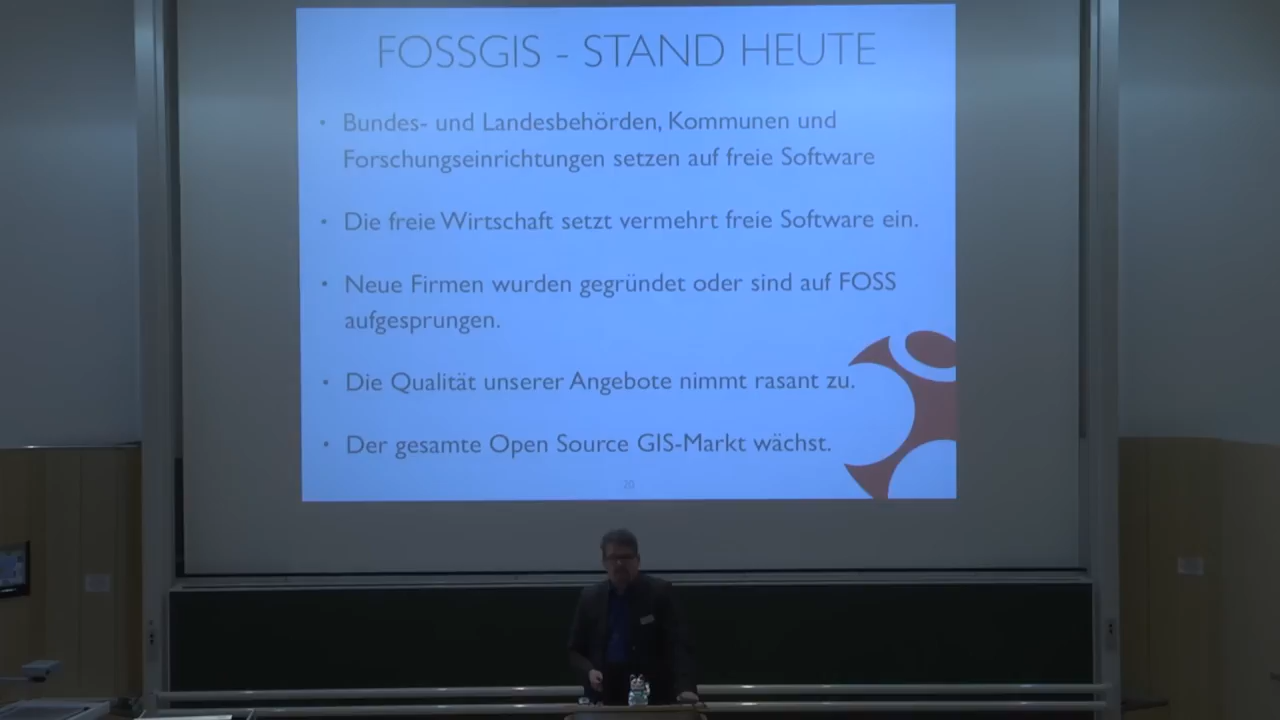 FOSSGIS - STAND HEUTE
• Bundes- und Landesbehörden, Kommunen und
Forschungseinrichtungen setzen auf freie Software
• Die freie Wirtschaft setzt vermehrt freie Software ein.
• Neue Firmen wurden gegründet oder sind auf FOSS
aufgesprungen.
• Die Qualität unserer Angebote nimmt rasant zu.
• Der gesamte Open Source GIS-Markt wächst.
20